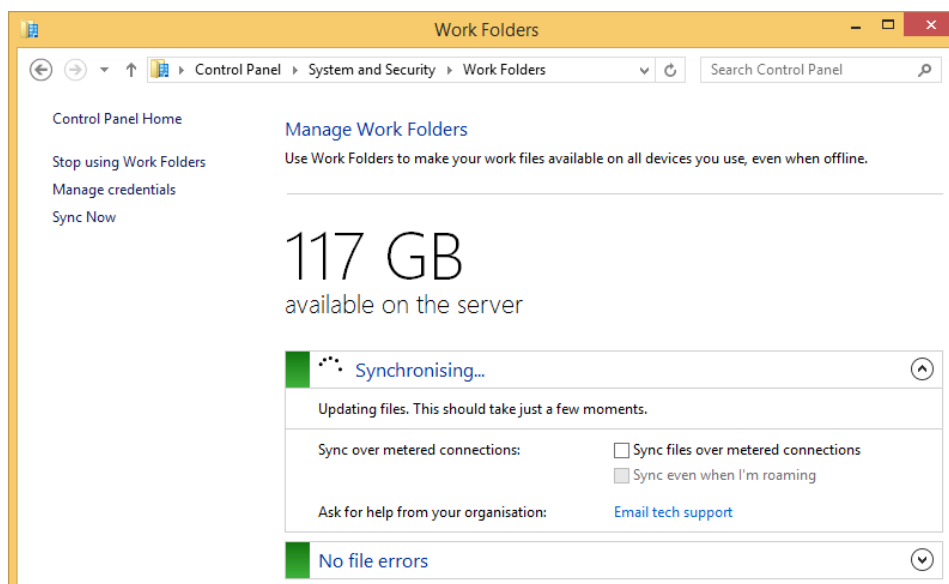 Work Folders
Control Panel Work Folders System and Security Search Control Panel
Control Panel Home
Stop using Work Folders
Manage credentials
Sync Now
Manage Work Folders
Use Work Folders to make your work files available on all devices you use, even when offline.
117 GB
available on the server
Synchronising...
Updating files. This should take just a few moments.
Sync over metered connections:
Sync files over metered connections
Sync even when I'm roaming
Ask for help from your organisation:
Email tech support
No file errors